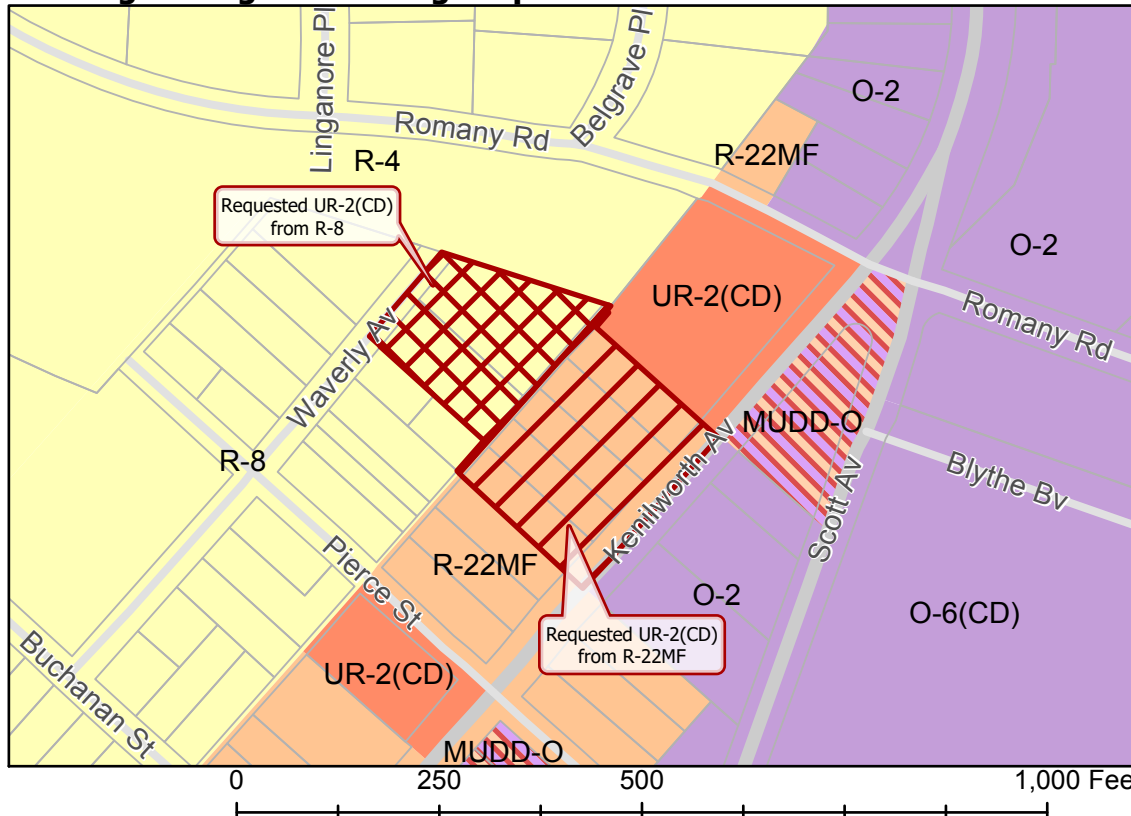 O-2
Linganore Pl
Belgrave Pl
Romany Rd
R-22MF
R-4
Requested UR-2(CD)
from R-8
O-2
UR-2(CD)
Romany Rd
Waverly Av
MUDD-O
Kenilworth Av
R-8
Blythe Bv
Scott Av
Pierce St
R-22MF
O-2
O-6(CD)
Requested UR-2(CD)
from R-22MF
Buchanan St
UR-2(CD)
MUDD-O
0 250 500 1,000 Fee